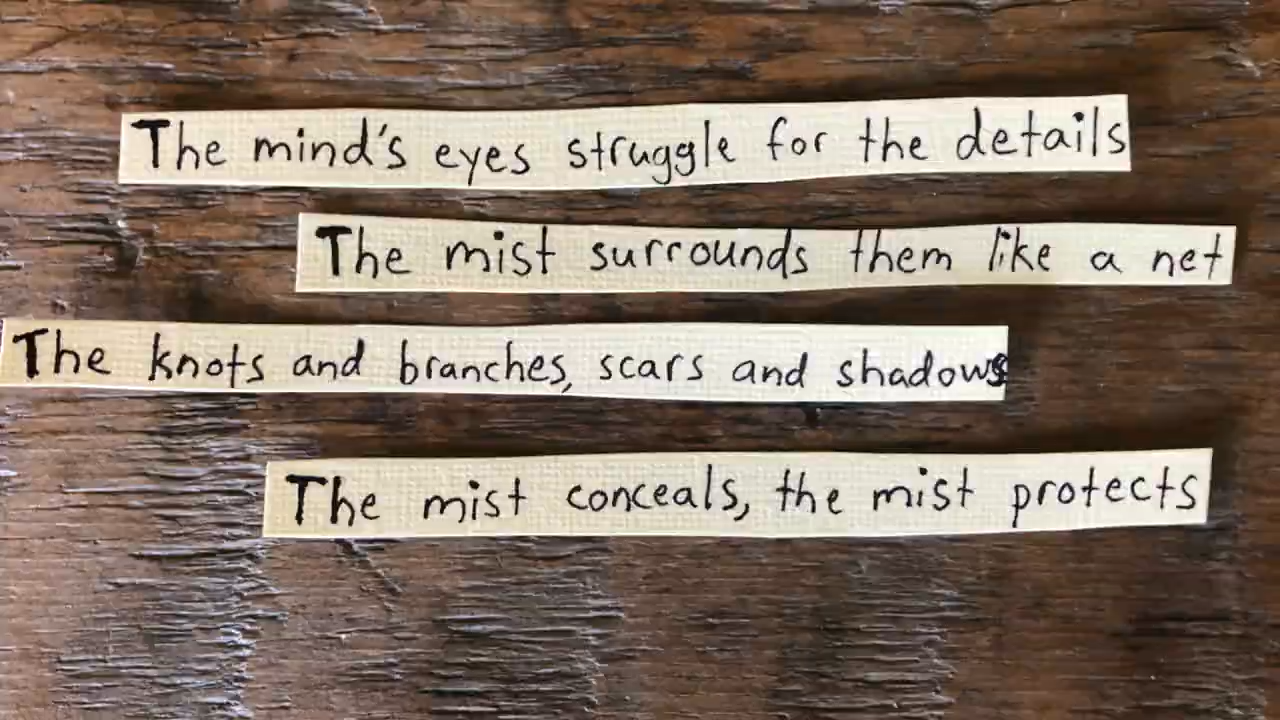 The mind's eyes struggle for the details
The mist surrounds them like a net
The knots and branches, scars and shadows
The mist conceals, the mist protects